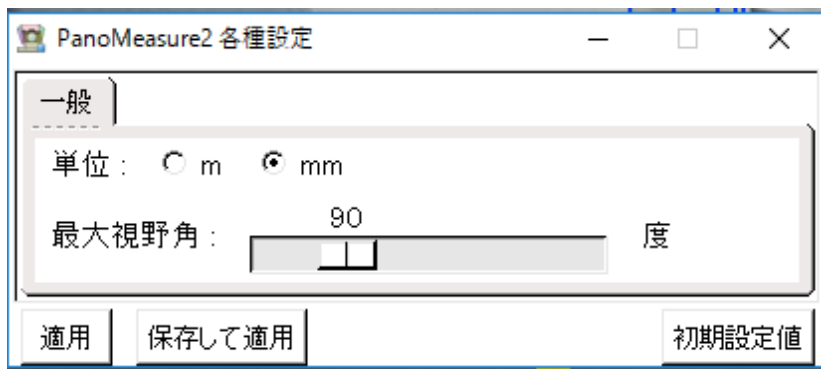 PanoMeasure2 各種設定
一般
単位 : m mm
90
最大視野角 : 度
適用 保存して適用 初期設定値